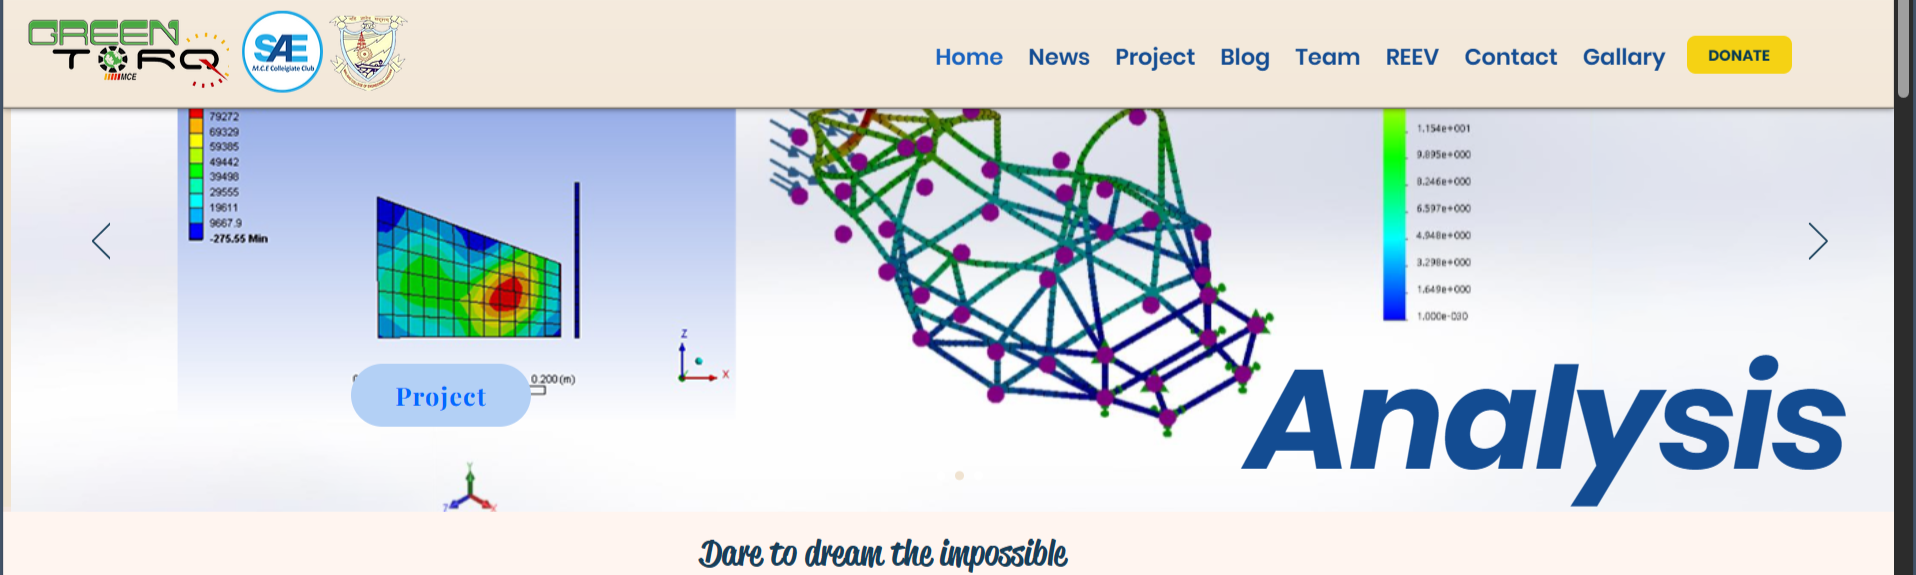 GREEN
TORQ
MCE
SAE
M.C.E Collegiate Club
Home News Project Blog Team REEV Contact Gallary DONATE
79272
69329
59385
49442
39498
29555
19611
9667.9
-275.55 Min
0.200 (m)
Z
X
Project
Y
Z
X
1.154e+001
9.895e+000
8.246e+000
6.597e+000
4.948e+000
3.298e+000
1.649e+000
1.000e-030
Analysis
Dare to dream the impossible